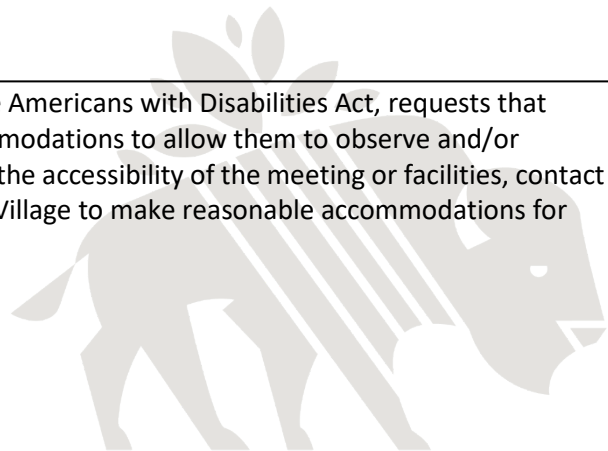 e Americans with Disabilities Act, requests that
modations to allow them to observe and/or
the accessibility of the meeting or facilities, contact
Village to make reasonable accommodations for